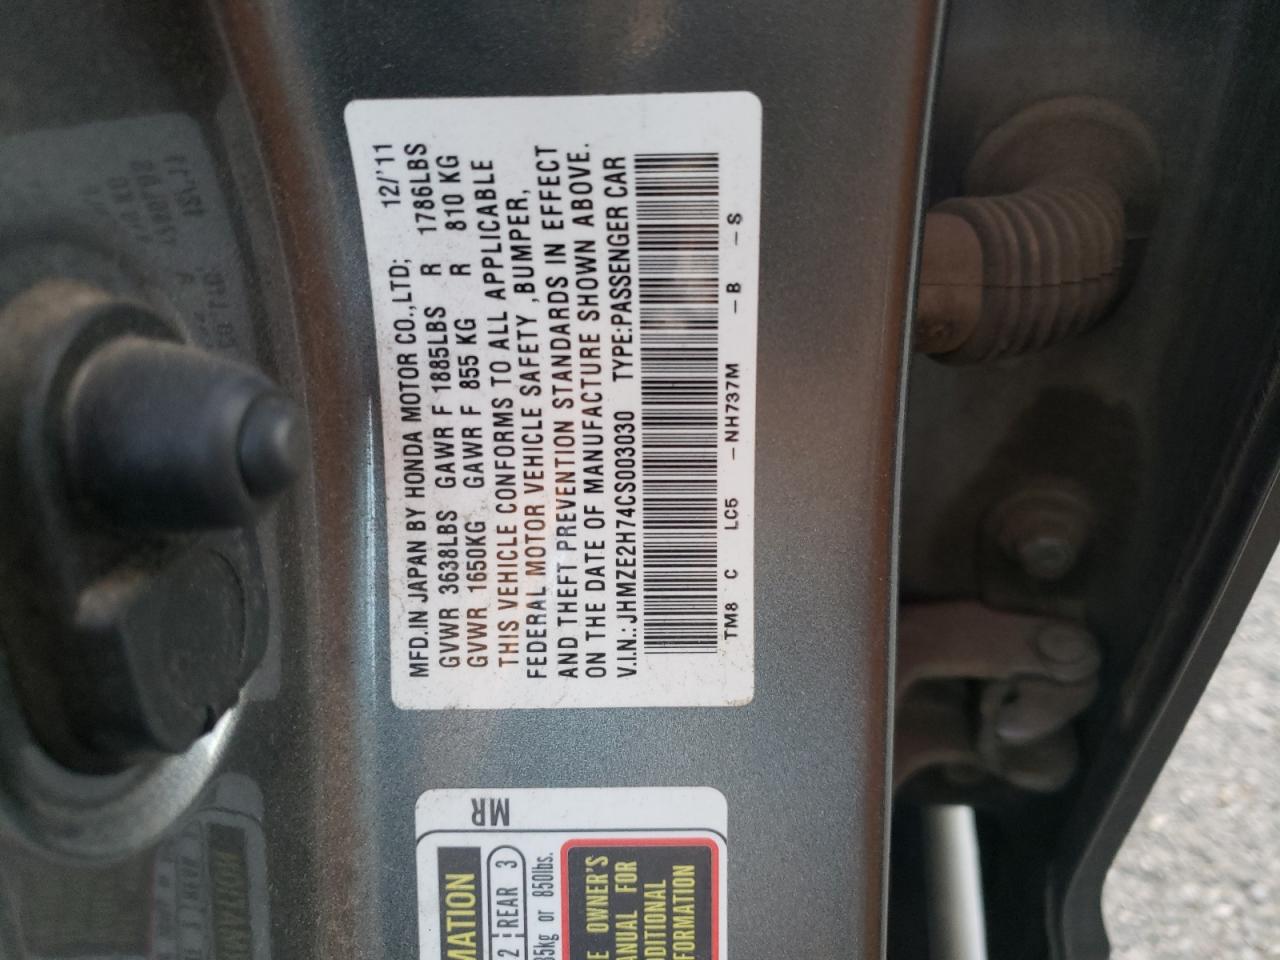 MFD.IN JAPAN BY HONDA MOTOR CO.,LTD; 12/'11
GVWR 3638LBS GAWR F 1885LBS R 1786LBS
GVWR 1650KG GAWR F 855 KG R 810 KG
THIS VEHICLE CONFORMS TO ALL APPLICABLE
FEDERAL MOTOR VEHICLE SAFETY ,BUMPER,
AND THEFT PREVENTION STANDARDS IN EFFECT
ON THE DATE OF MANUFACTURE SHOWN ABOVE.
V.I.N.: JHMZE2H74CS003030 TYPE:PASSENGER CAR
TM8 C LC5 -NH737M -B -S
MR
MATION
2 REAR 3
85kg or 850lbs.
E OWNER'S
ANUAL FOR
DDITIONAL
FORMATION